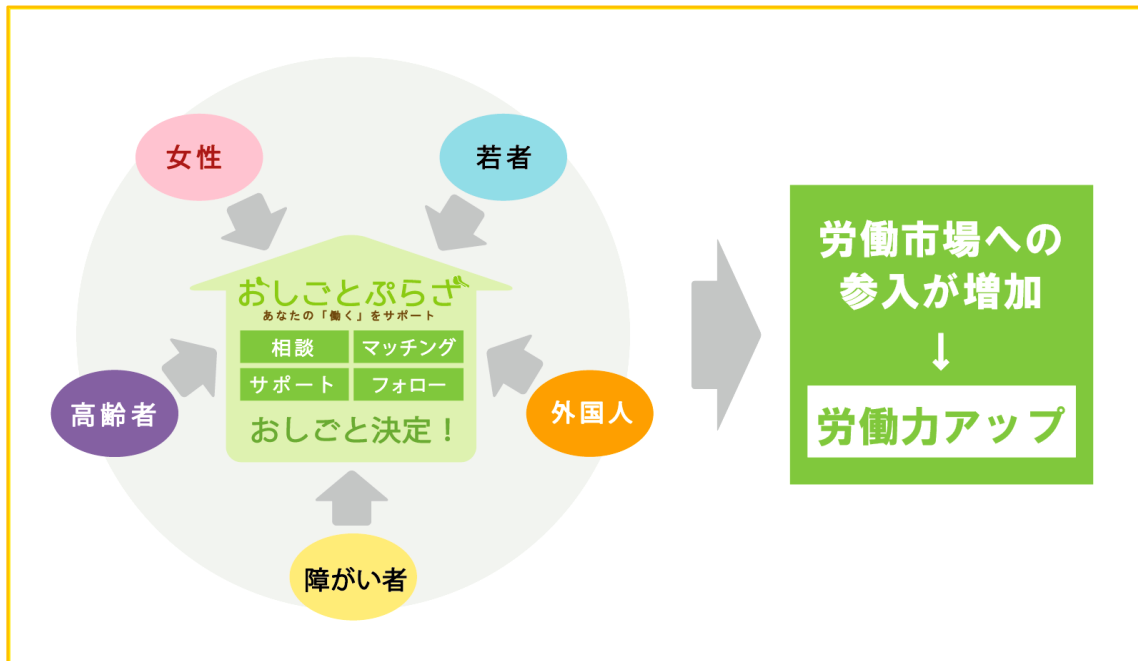 女性
若者
おしごとぷらざ
あなたの「働く」をサポート
相談
マッチング
サポート
フォロー
おしごと決定！
高齢者
外国人
障がい者
労働市場への
参入が増加
↓
労働力アップ